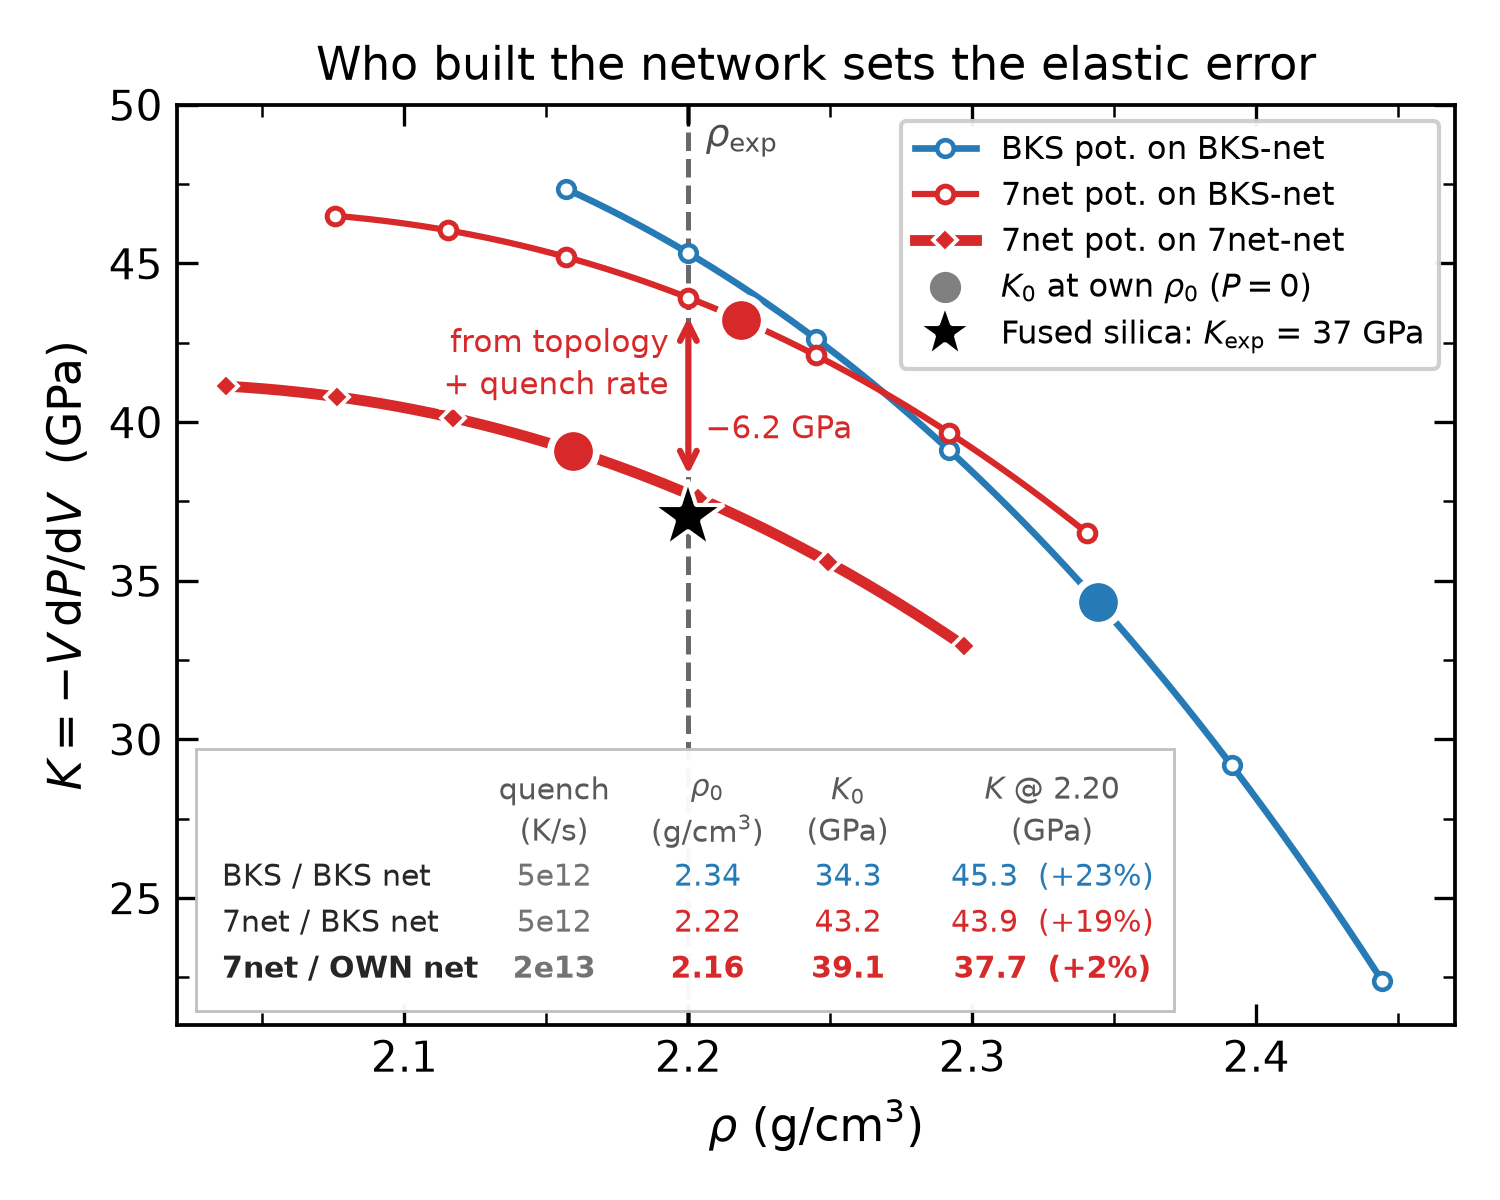 Who built the network sets the elastic error
50
45
40
35
30
25
K = −V dP/dV (GPa)
ρexp
BKS pot. on BKS-net
7net pot. on BKS-net
7net pot. on 7net-net
K₀ at own ρ₀ (P = 0)
Fused silica: Kexp = 37 GPa
from topology
+ quench rate
−6.2 GPa
quench ρ₀ K₀ K @ 2.20
(K/s) (g/cm³) (GPa) (GPa)
BKS / BKS net 5e12 2.34 34.3 45.3 (+23%)
7net / BKS net 5e12 2.22 43.2 43.9 (+19%)
7net / OWN net 2e13 2.16 39.1 37.7 (+2%)
2.1 2.2 2.3 2.4
ρ (g/cm³)